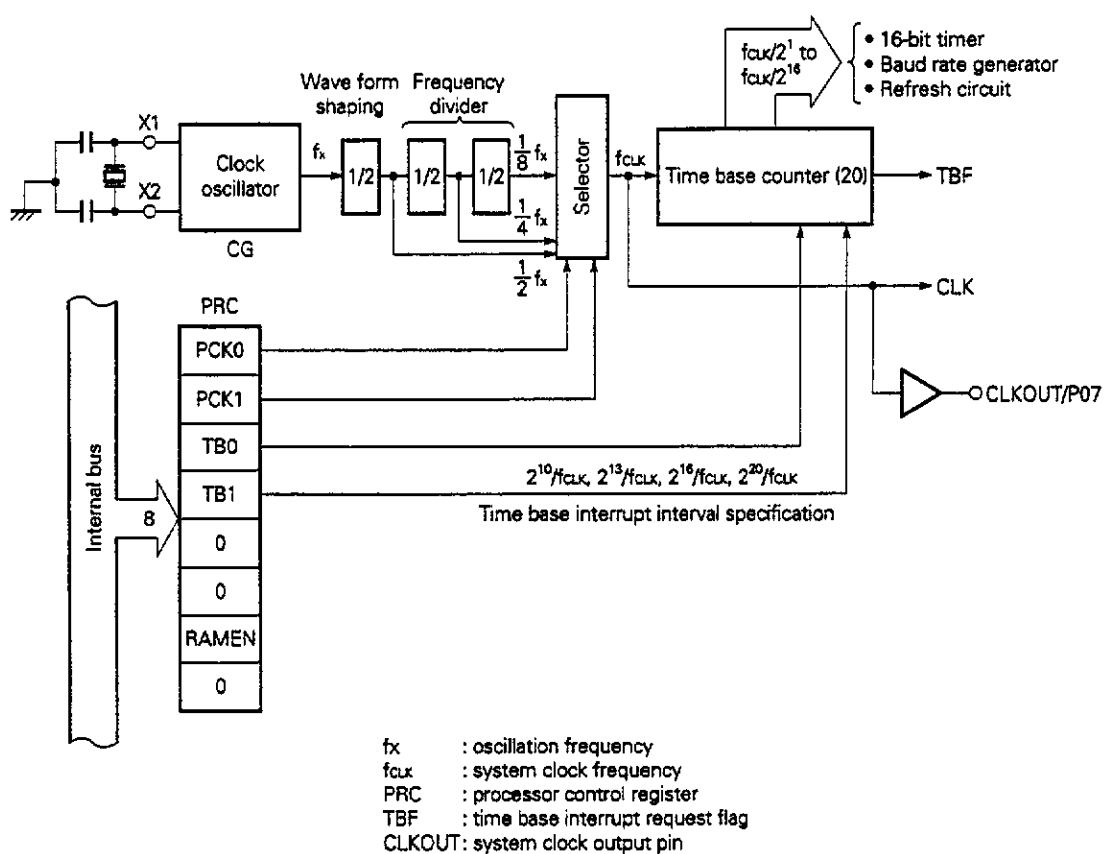 fCLK/2¹ to
fCLK/2¹⁶
• 16-bit timer
• Baud rate generator
• Refresh circuit
Wave form
shaping
Frequency
divider
X1
X2
Clock
oscillator
CG
fx
1/2
1/2
1/2
1/8 fx
1/4 fx
1/2 fx
Selector
fCLK
Time base counter (20)
TBF
CLK
CLKOUT/P07
Internal bus
8
PRC
PCK0
PCK1
TB0
TB1
0
0
RAMEN
0
2¹⁰/fCLK, 2¹³/fCLK, 2¹⁶/fCLK, 2²⁰/fCLK
Time base interrupt interval specification
fx : oscillation frequency
fCLK : system clock frequency
PRC : processor control register
TBF : time base interrupt request flag
CLKOUT : system clock output pin